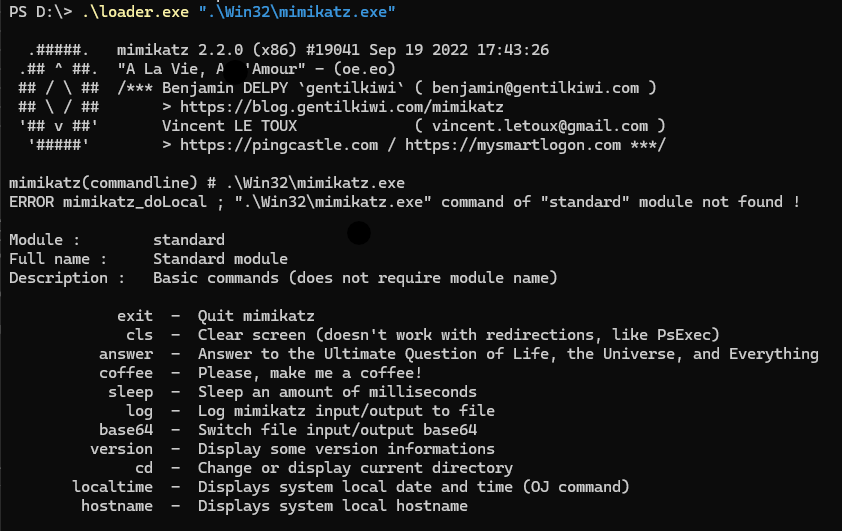 PS D:\> .\loader.exe ".\Win32\mimikatz.exe"
.#####. mimikatz 2.2.0 (x86) #19041 Sep 19 2022 17:43:26
.## ^ ##. "A La Vie, A 'Amour" - (oe.eo)
## / \ ## /*** Benjamin DELPY `gentilkiwi` ( benjamin@gentilkiwi.com )
## \ / ## > https://blog.gentilkiwi.com/mimikatz
'## v ##' Vincent LE TOUX ( vincent.letoux@gmail.com )
'#####' > https://pingcastle.com / https://mysmartlogon.com ***/
mimikatz(commandline) # .\Win32\mimikatz.exe
ERROR mimikatz_doLocal ; ".\Win32\mimikatz.exe" command of "standard" module not found !
Module : standard
Full name : Standard module
Description : Basic commands (does not require module name)
exit - Quit mimikatz
cls - Clear screen (doesn't work with redirections, like PsExec)
answer - Answer to the Ultimate Question of Life, the Universe, and Everything
coffee - Please, make me a coffee!
sleep - Sleep an amount of milliseconds
log - Log mimikatz input/output to file
base64 - Switch file input/output base64
version - Display some version informations
cd - Change or display current directory
localtime - Displays system local date and time (OJ command)
hostname - Displays system local hostname